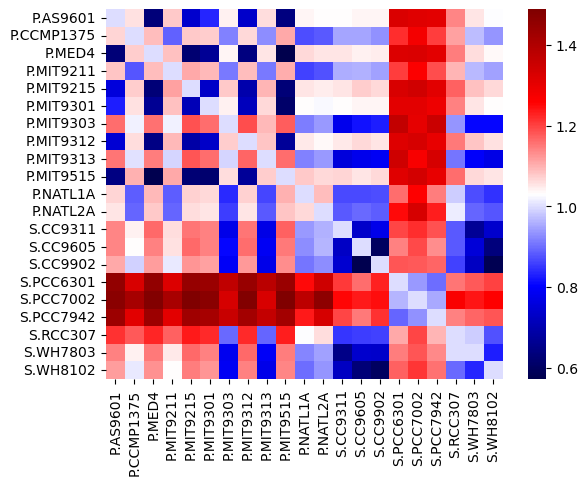 P.AS9601
P.CCMP1375
P.MED4
P.MIT9211
P.MIT9215
P.MIT9301
P.MIT9303
P.MIT9312
P.MIT9313
P.MIT9515
P.NATL1A
P.NATL2A
S.CC9311
S.CC9605
S.CC9902
S.PCC6301
S.PCC7002
S.PCC7942
S.RCC307
S.WH7803
S.WH8102
P.AS9601
P.CCMP1375
P.MED4
P.MIT9211
P.MIT9215
P.MIT9301
P.MIT9303
P.MIT9312
P.MIT9313
P.MIT9515
P.NATL1A
P.NATL2A
S.CC9311
S.CC9605
S.CC9902
S.PCC6301
S.PCC7002
S.PCC7942
S.RCC307
S.WH7803
S.WH8102
1.4
1.2
1.0
0.8
0.6